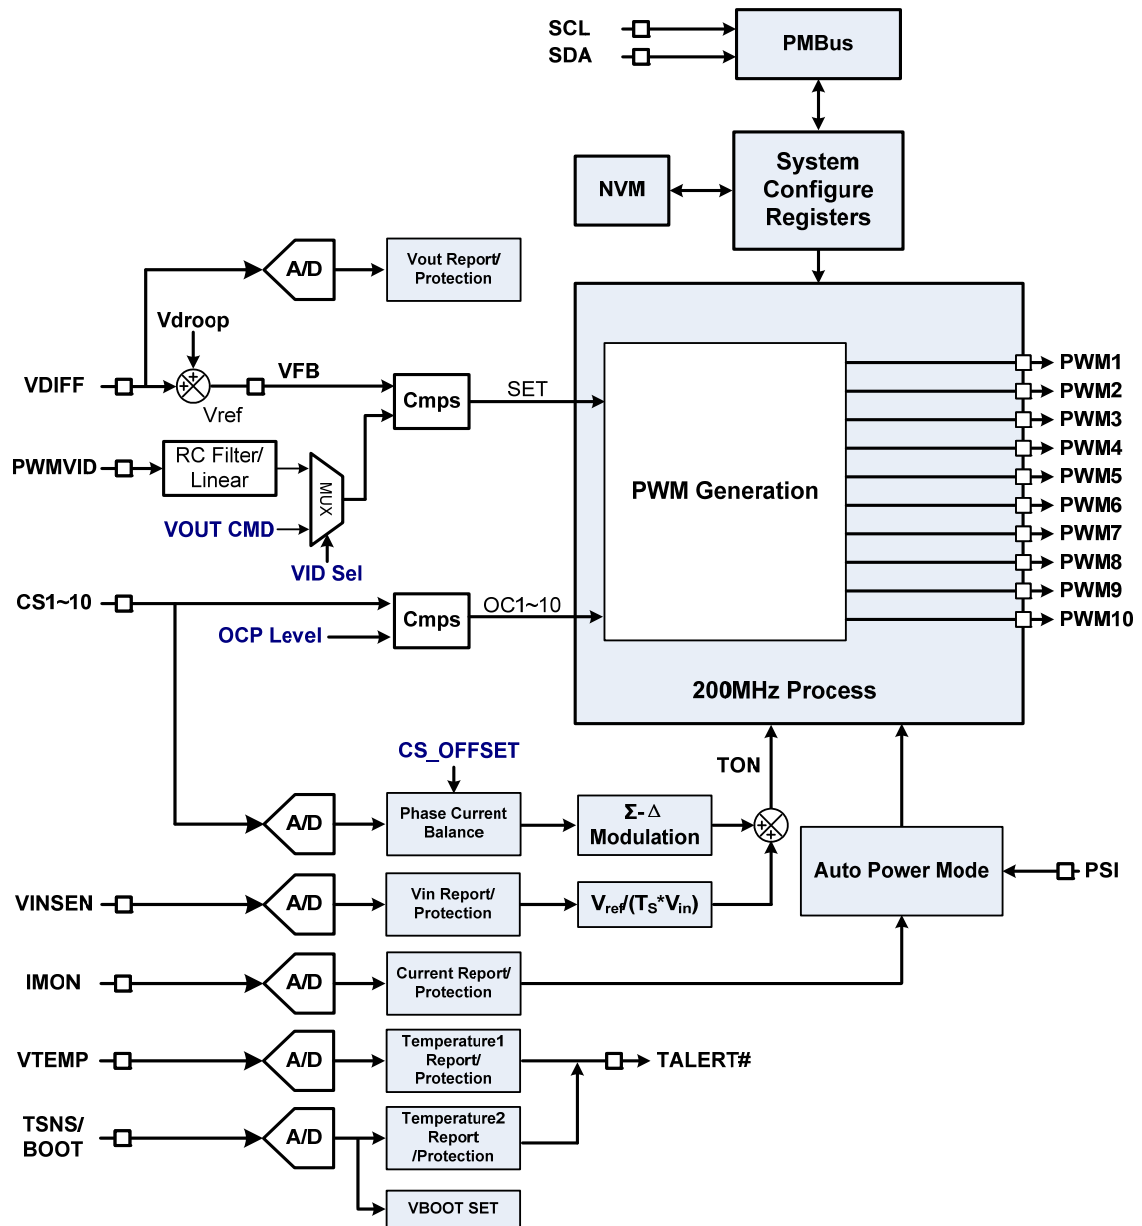 SCL
SDA
PMBus
NVM
System
Configure
Registers
A/D
Vout Report/
Protection
Vdroop
VDIFF
++
VFB
Vref
Cmps
SET
PWMVID
RC Filter/
Linear
MUX
VOUT CMD
VID Sel
PWM Generation
PWM1
PWM2
PWM3
PWM4
PWM5
PWM6
PWM7
PWM8
PWM9
PWM10
CS1~10
OCP Level
Cmps
OC1~10
200MHz Process
CS_OFFSET
TON
A/D
Phase Current
Balance
Σ-Δ
Modulation
++
Auto Power Mode
PSI
VINSEN
A/D
Vin Report/
Protection
Vref/(TS*Vin)
IMON
A/D
Current Report/
Protection
VTEMP
A/D
Temperature1
Report/
Protection
TALERT#
TSNS/
BOOT
A/D
Temperature2
Report
/Protection
VBOOT SET